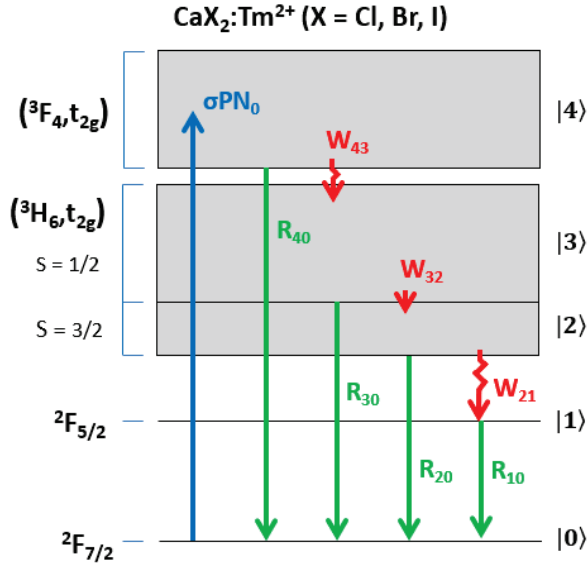 CaX₂:Tm²⁺ (X = Cl, Br, I)
(³F₄,t₂g)
σPN₀
W₄₃
|4⟩
(³H₆,t₂g)
R₄₀
S = 1/2
W₃₂
|3⟩
S = 3/2
|2⟩
R₃₀
W₂₁
²F₅/₂
|1⟩
R₂₀
R₁₀
²F₇/₂
|0⟩